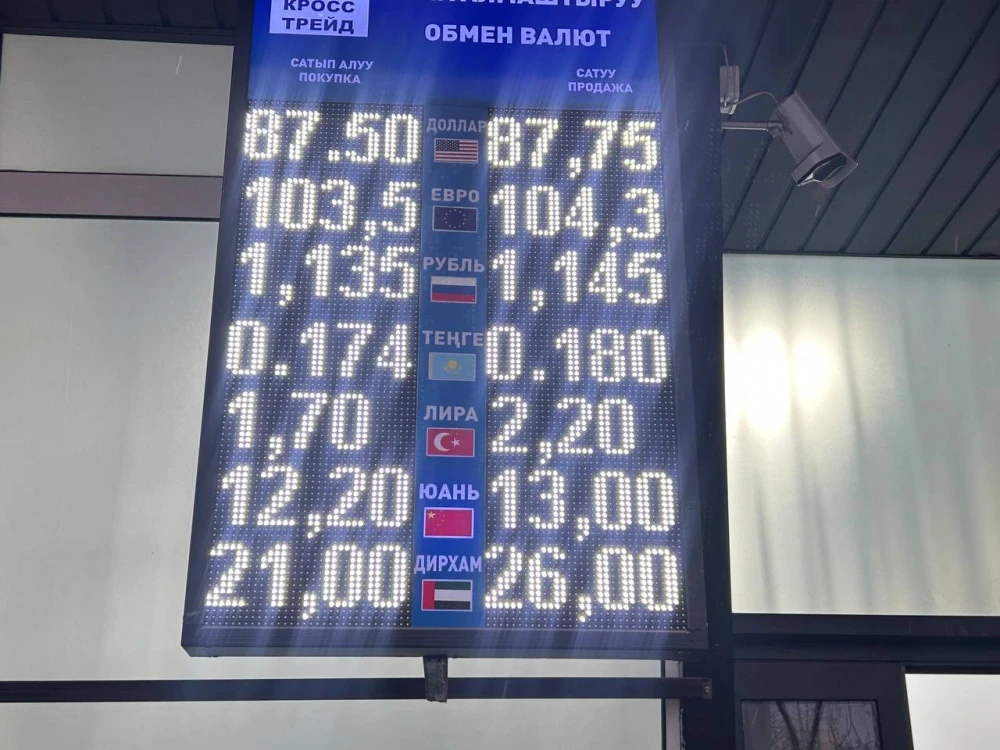 КРОСС
ТРЕЙД
ОБМЕН ВАЛЮТ
САТЫП АЛУУ
ПОКУПКА
САТУУ
ПРОДАЖА
87.50 ДОЛЛАР 87,75
103,5 ЕВРО 104,3
1,135 РУБЛЬ 1,145
0.174 ТЕҢГЕ 0.180
1,70 ЛИРА 2,20
12,20 ЮАНЬ 13,00
21,00 ДИРХАМ 26,00